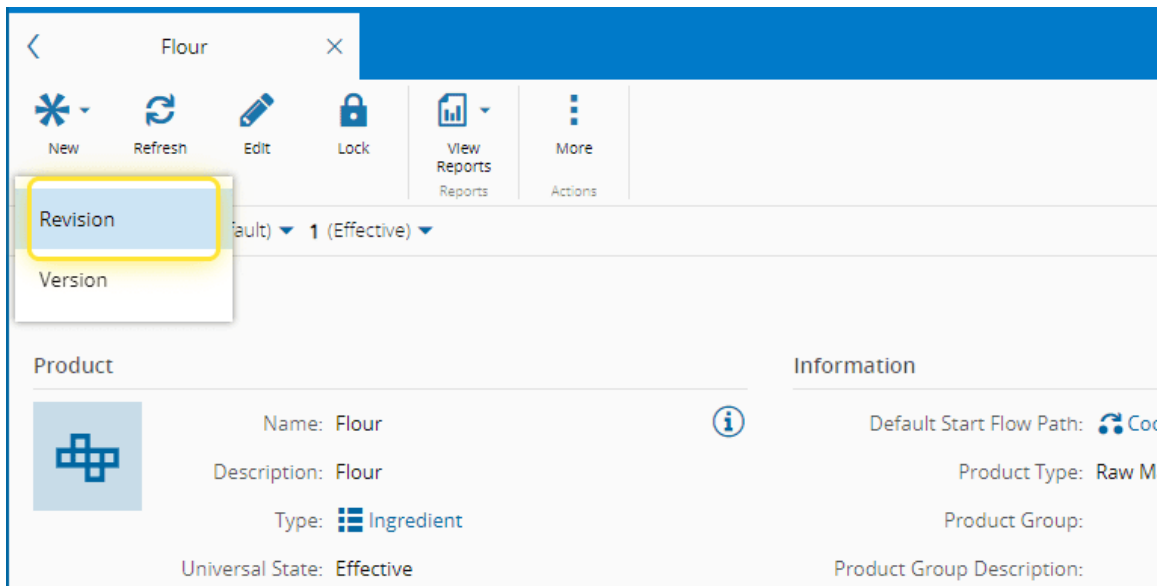 Flour
New Refresh Edit Lock View Reports More
Reports Actions
Revision
1 (Effective)
Version
Product
Information
Name: Flour
Default Start Flow Path:
Description: Flour
Product Type: Raw
Type: Ingredient
Product Group:
Universal State: Effective
Product Group Description: